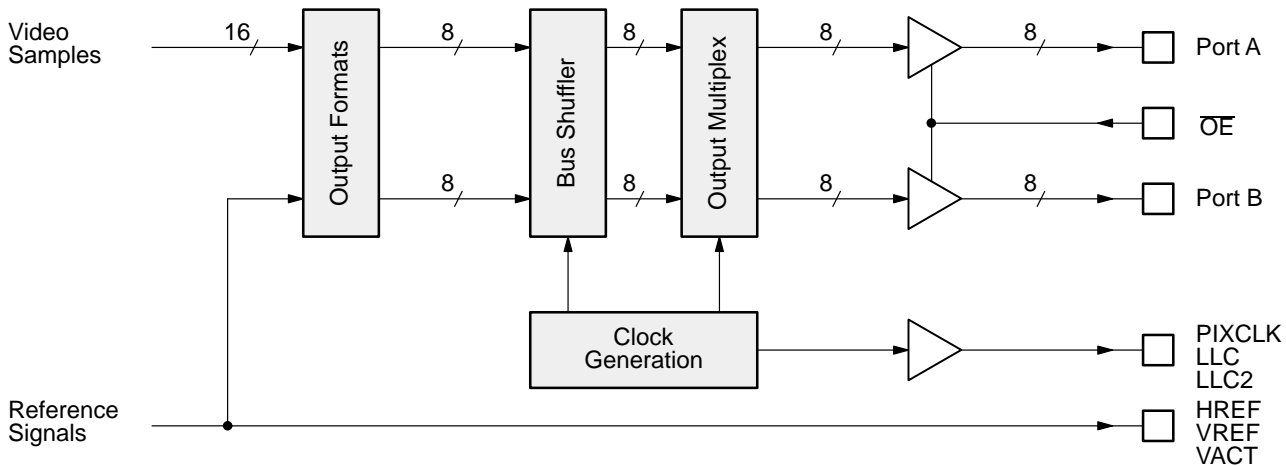 Video
Samples
16
Output Formats
8
8
Bus Shuffler
8
8
Output Multiplex
8
8
8
8
Port A
OE
Port B
Clock
Generation
PIXCLK
LLC
LLC2
Reference
Signals
HREF
VREF
VACT